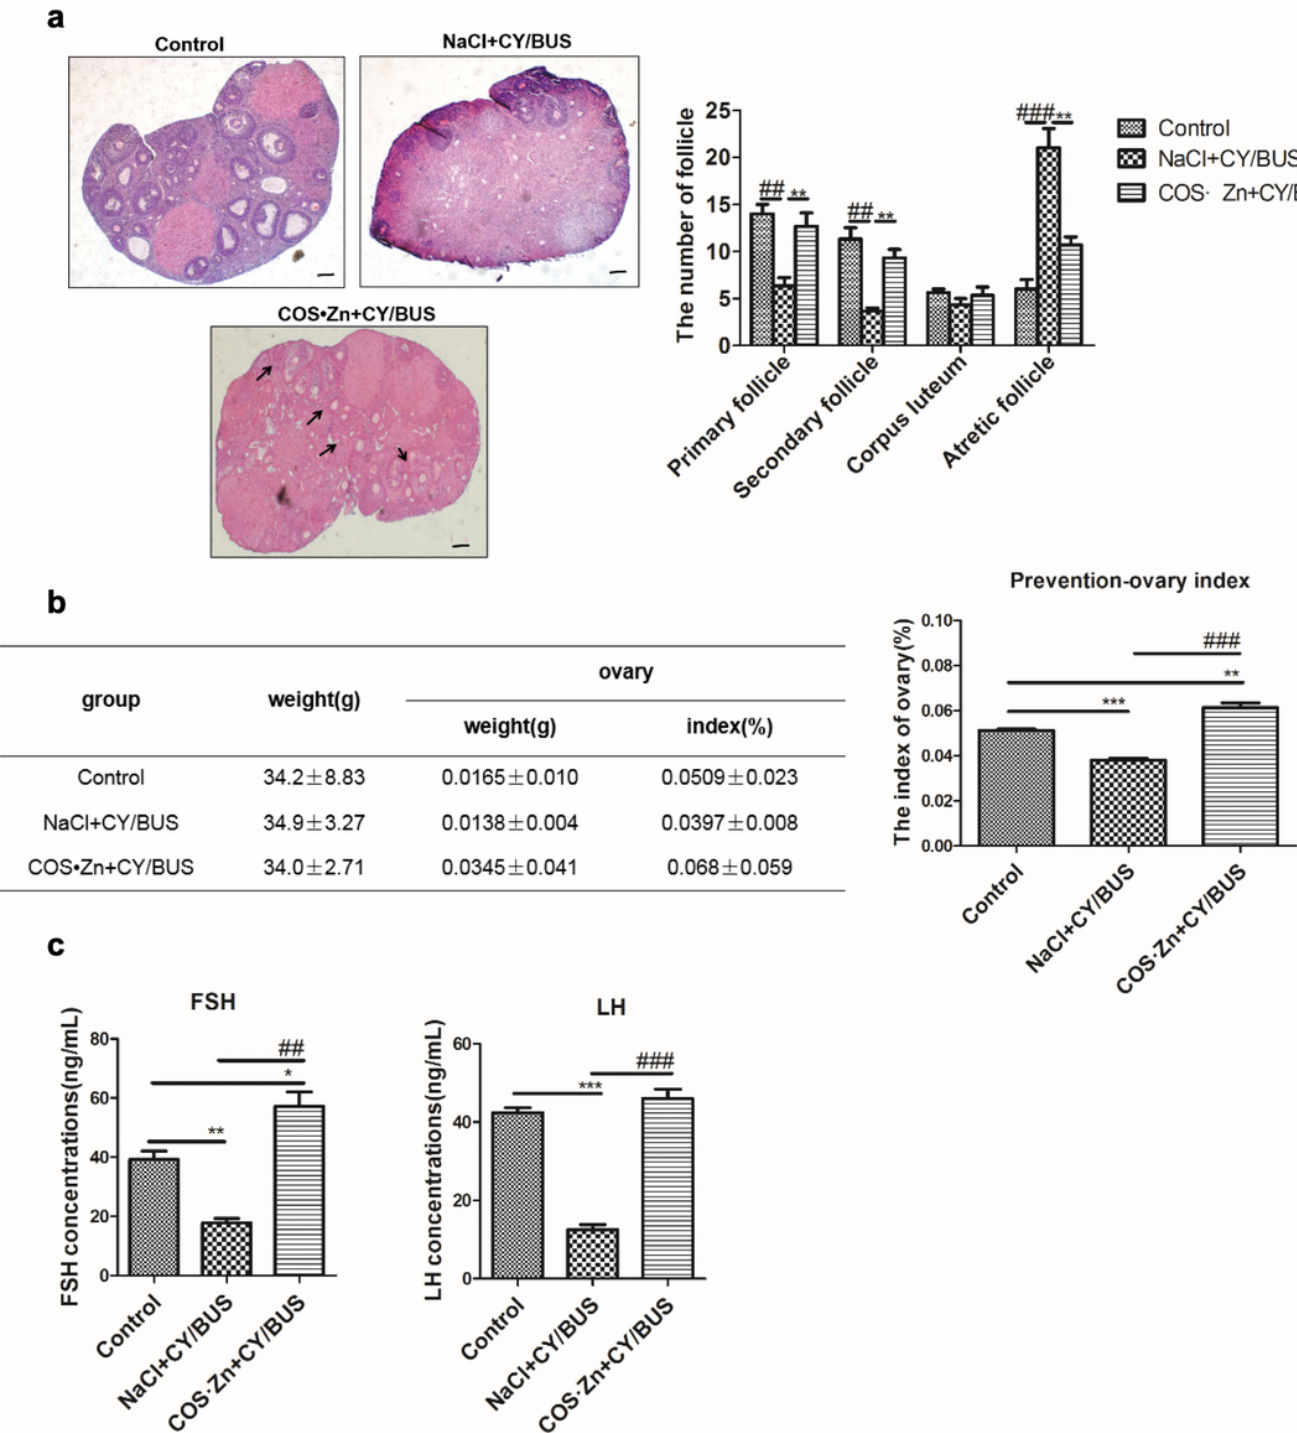 a
Control
NaCl+CY/BUS
COS•Zn+CY/BUS
The number of follicle
25
20
15
10
5
0
##
**
##
**
###
**
Primary follicle
Secondary follicle
Corpus luteum
Atretic follicle
Control
NaCl+CY/BUS
COS· Zn+CY/
b
group
weight(g)
ovary
weight(g)
index(%)
Control
34.2±8.83
0.0165±0.010
0.0509±0.023
NaCl+CY/BUS
34.9±3.27
0.0138±0.004
0.0397±0.008
COS•Zn+CY/BUS
34.0±2.71
0.0345±0.041
0.068±0.059
Prevention-ovary index
The index of ovary(%)
0.10
0.08
0.06
0.04
0.02
0.00
###
**
***
Control
NaCl+CY/BUS
COS·Zn+CY/BUS
c
FSH
FSH concentrations(ng/mL)
80
60
40
20
0
##
*
**
Control
NaCl+CY/BUS
COS·Zn+CY/BUS
LH
LH concentrations(ng/mL)
60
40
20
0
###
***
Control
NaCl+CY/BUS
COS·Zn+CY/BUS